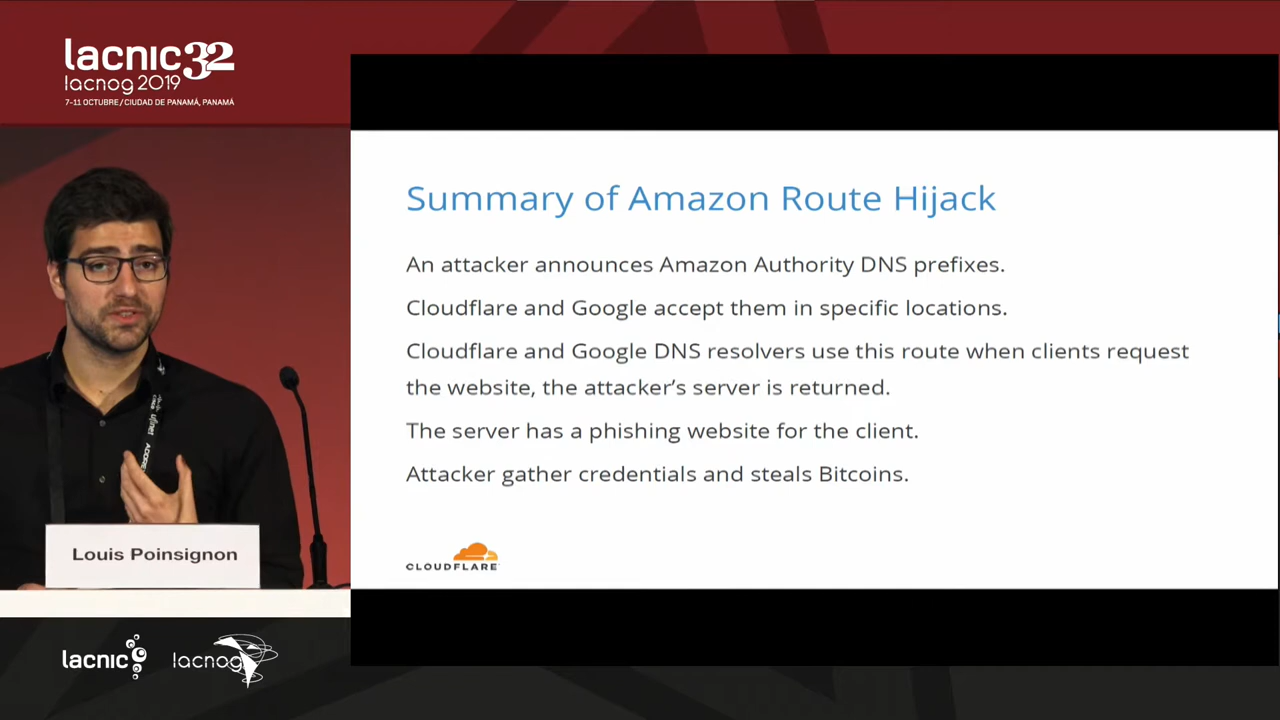 lacnic32
lacnog 2019
7-11 OCTUBRE / CIUDAD DE PANAMÁ, PANAMÁ
Summary of Amazon Route Hijack
An attacker announces Amazon Authority DNS prefixes.
Cloudflare and Google accept them in specific locations.
Cloudflare and Google DNS resolvers use this route when clients request
the website, the attacker’s server is returned.
The server has a phishing website for the client.
Attacker gather credentials and steals Bitcoins.
CLOUDFLARE
Louis Poinsignon
lacnic
lacnog